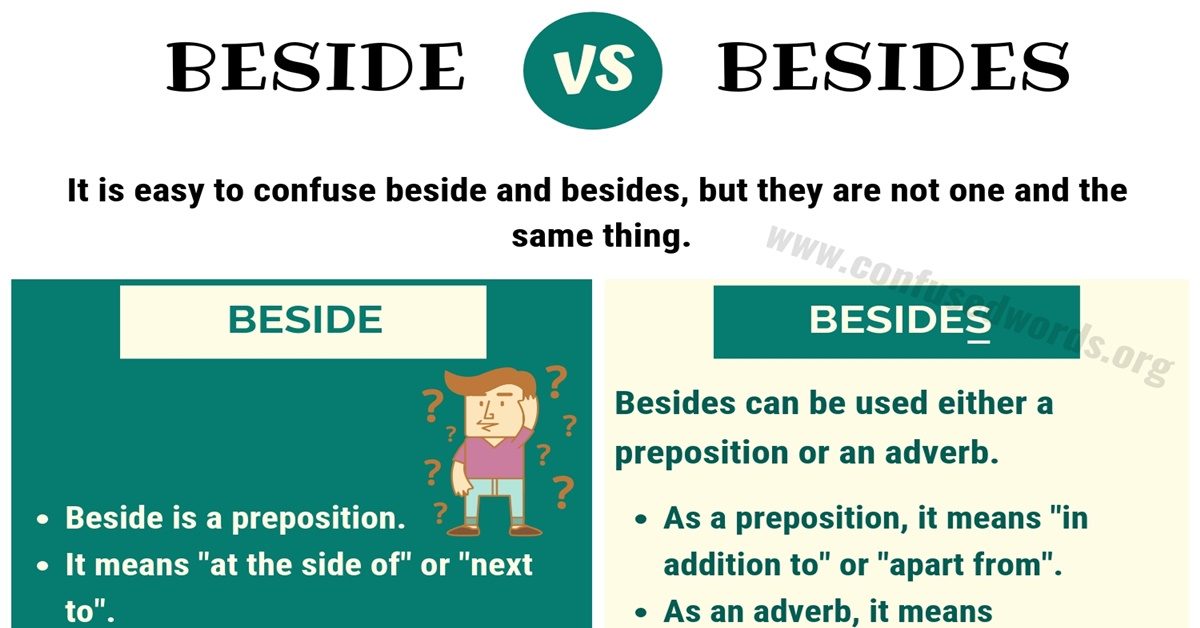 BESIDE VS BESIDES
It is easy to confuse beside and besides, but they are not one and the
same thing.
www.confusedwords.org
BESIDE
? ? ? ? ? ? ? ?
• Beside is a preposition.
• It means "at the side of" or "next
to".
BESIDES
Besides can be used either a
preposition or an adverb.
• As a preposition, it means "in
addition to" or "apart from".
• As an adverb, it means